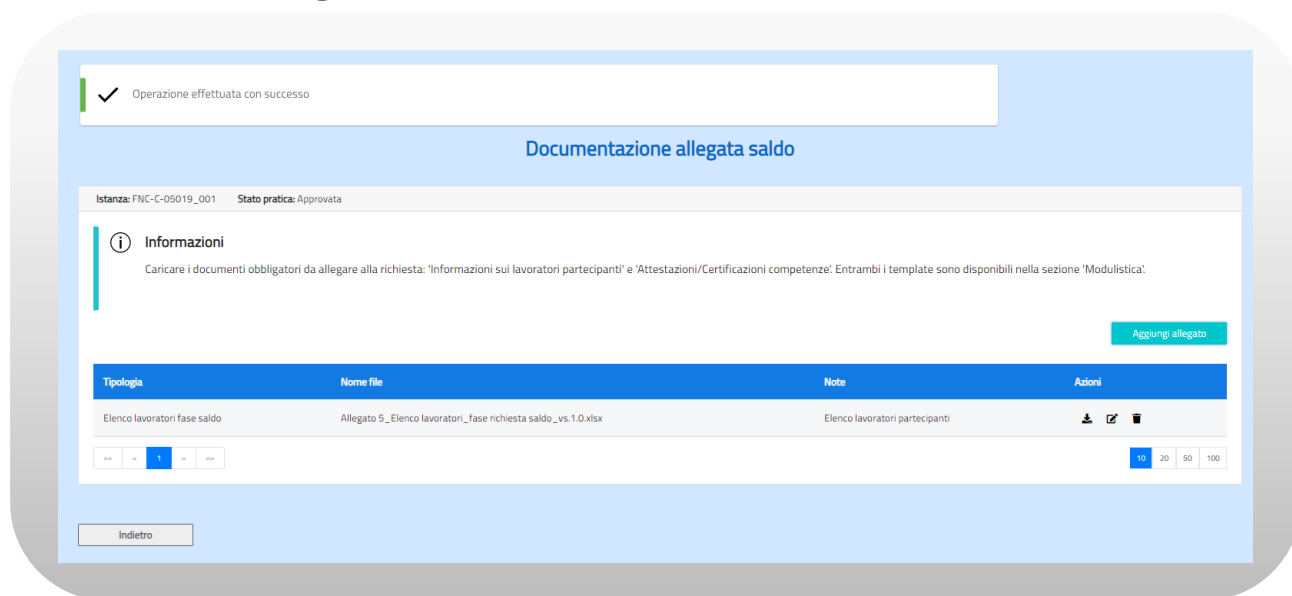 Operazione effettuata con successo
Documentazione allegata saldo
Istanza: FNC-C-05019_001 Stato pratica: Approvata
Informazioni
Caricare i documenti obbligatori da allegare alla richiesta: 'Informazioni sui lavoratori partecipanti' e 'Attestazioni/Certificazioni competenze'. Entrambi i template sono disponibili nella sezione 'Modulistica'.
Aggiungi allegato
Tipologia Nome file Note Azioni
Elenco lavoratori fase saldo Allegato 5_Elenco lavoratori_fase richiesta saldo_vs.1.0.xlsx Elenco lavoratori partecipanti
«« « 1 » »» 10 20 50 100
Indietro